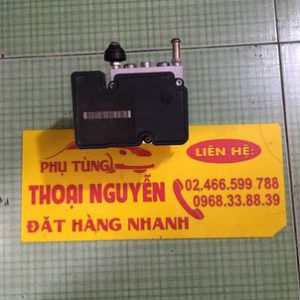 PHỤ TÙNG
THOẠI NGUYỄN
ĐẶT HÀNG NHANH
LIÊN HỆ:
02.466.599 788
0968.33.88.39